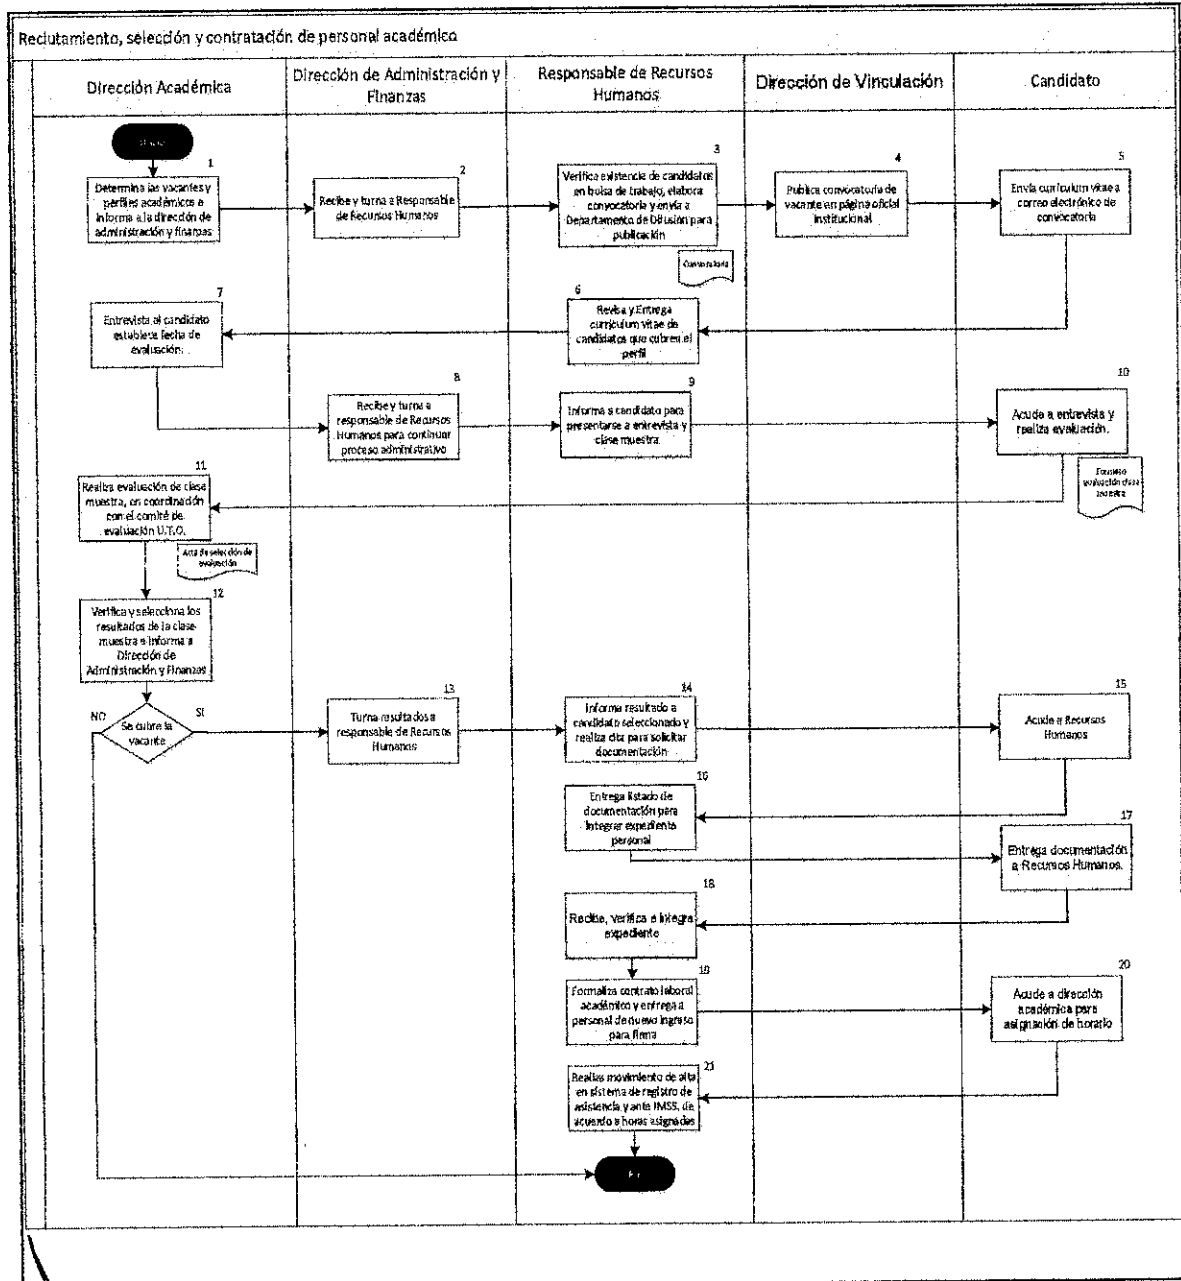 Reclutamiento, selección y contratación de personal académico
Dirección Académica
Dirección de Administración y
Finanzas
Responsable de Recursos
Humanos
Dirección de Vinculación
Candidato
1
Determina las vacantes y
perfiles académicos e
informa a la dirección de
administración y finanzas
2
Recibe y turna a Responsable
de Recursos Humanos
3
Verifica existencia de candidatos
en bolsa de trabajo, elabora
convocatoria y envía a
Departamento de Difusión para
publicación
Convocatoria
4
Publica convocatoria de
vacante en página oficial
institucional
5
Envía curriculum vitae a
correo electrónico de
convocatoria
6
Revisa y Entrega
curriculum vitae de
candidatos que cubren el
perfil
7
Entrevista al candidato
establece fecha de
evaluación.
8
Recibe y turna a
responsable de Recursos
Humanos para continuar
proceso administrativo
9
Informa a candidato para
presentarse a entrevista y
clase muestra.
10
Acude a entrevista y
realiza evaluación.
evaluación clase
muestra
11
Realiza evaluación de clase
muestra, en coordinación
con el comité de
evaluación U.T.O.
Acta de selección de
evaluación
12
Verifica y selecciona los
resultados de la clase
muestra e informa a
Dirección de
Administración y Finanzas
NO
SI
Se cubre la
vacante
13
Turna resultados a
responsable de Recursos
Humanos
14
Informa resultado a
candidato seleccionado y
realiza cita para solicitar
documentación
15
Acude a Recursos
Humanos
16
Entrega listado de
documentación para
integrar expediente
personal
17
Entrega documentación
a Recursos Humanos.
18
Recibe, verifica e integra
expediente
19
Formaliza contrato laboral
académico y entrega a
personal de nuevo ingreso
para firma
20
Acude a dirección
académica para
asignación de horario
21
Realiza movimiento de alta
en sistema de registro de
asistencia y ante IMSS, de
acuerdo a horas asignadas